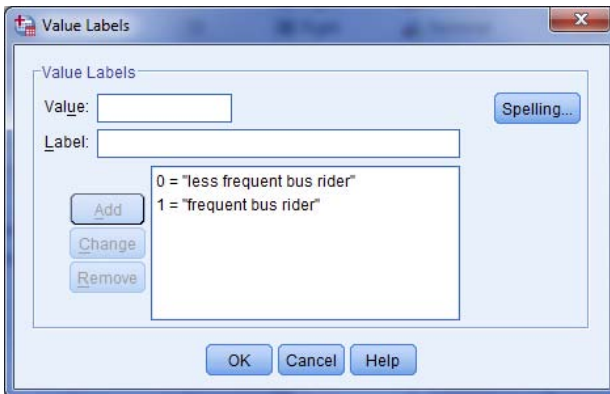 Value Labels
Value Labels
Value:
Spelling...
Label:
0 = "less frequent bus rider"
1 = "frequent bus rider"
Add
Change
Remove
OK Cancel Help